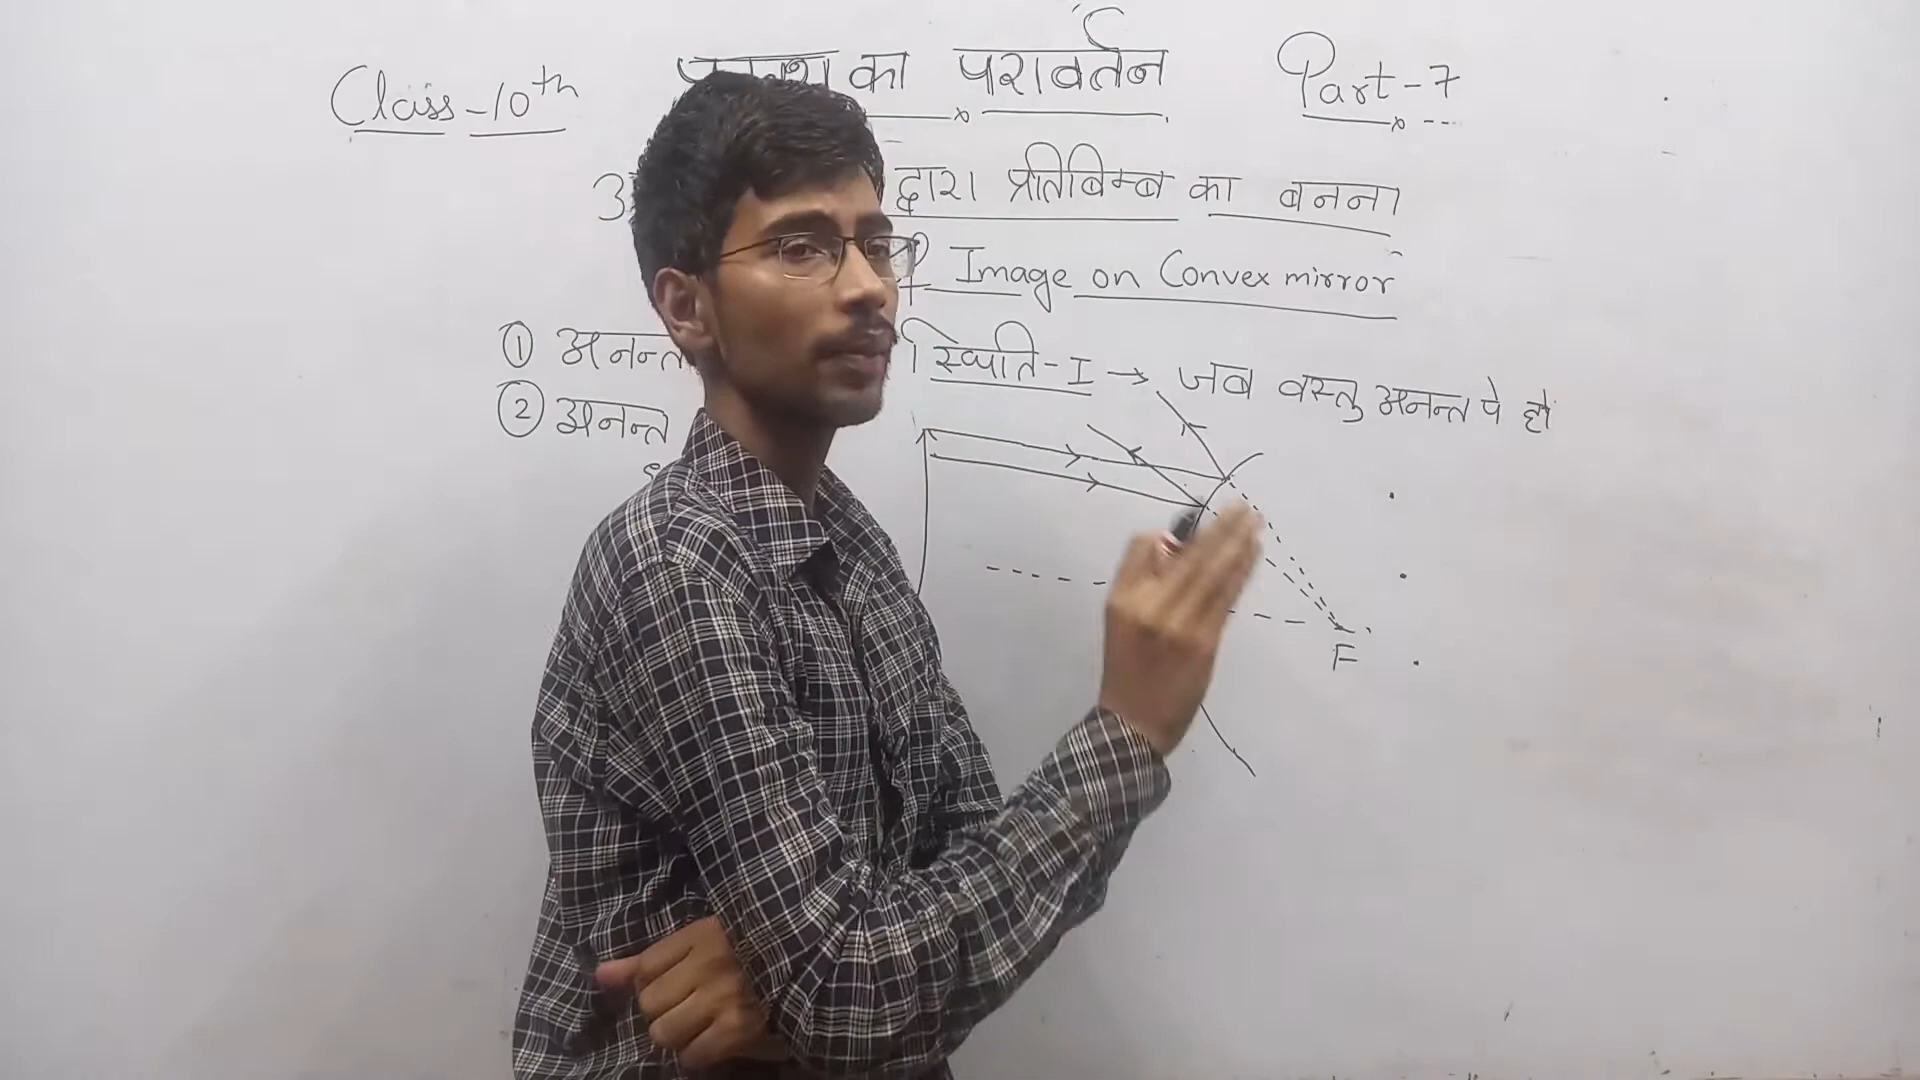 Class-10th
का परावर्तन
Part-7
द्वारा प्रतिबिम्ब का बनना
Image on Convex mirror
① अनन्त
स्थिति-I → जब वस्तु अनन्त पे हो
② अनन्त
F